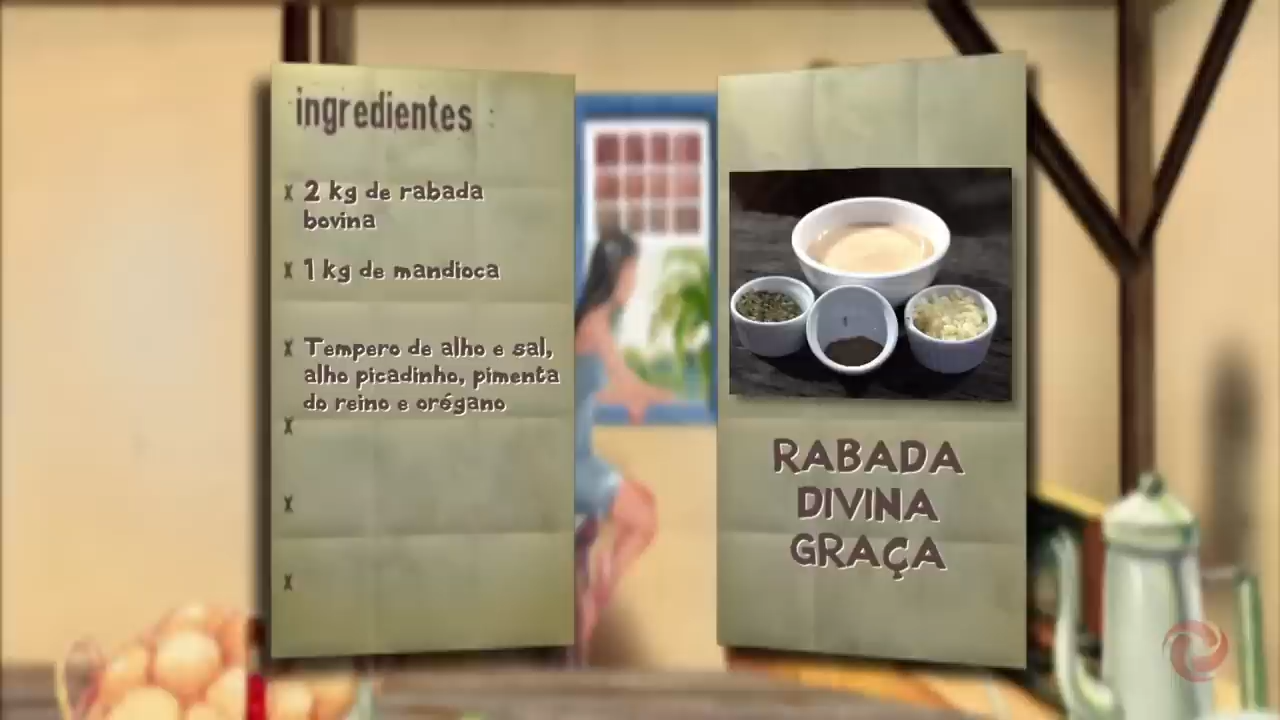 ingredientes :
x 2 kg de rabada
bovina
x 1 kg de mandioca
x Tempero de alho e sal,
alho picadinho, pimenta
do reino e orégano
x
x
x
RABADA
DIVINA
GRAÇA